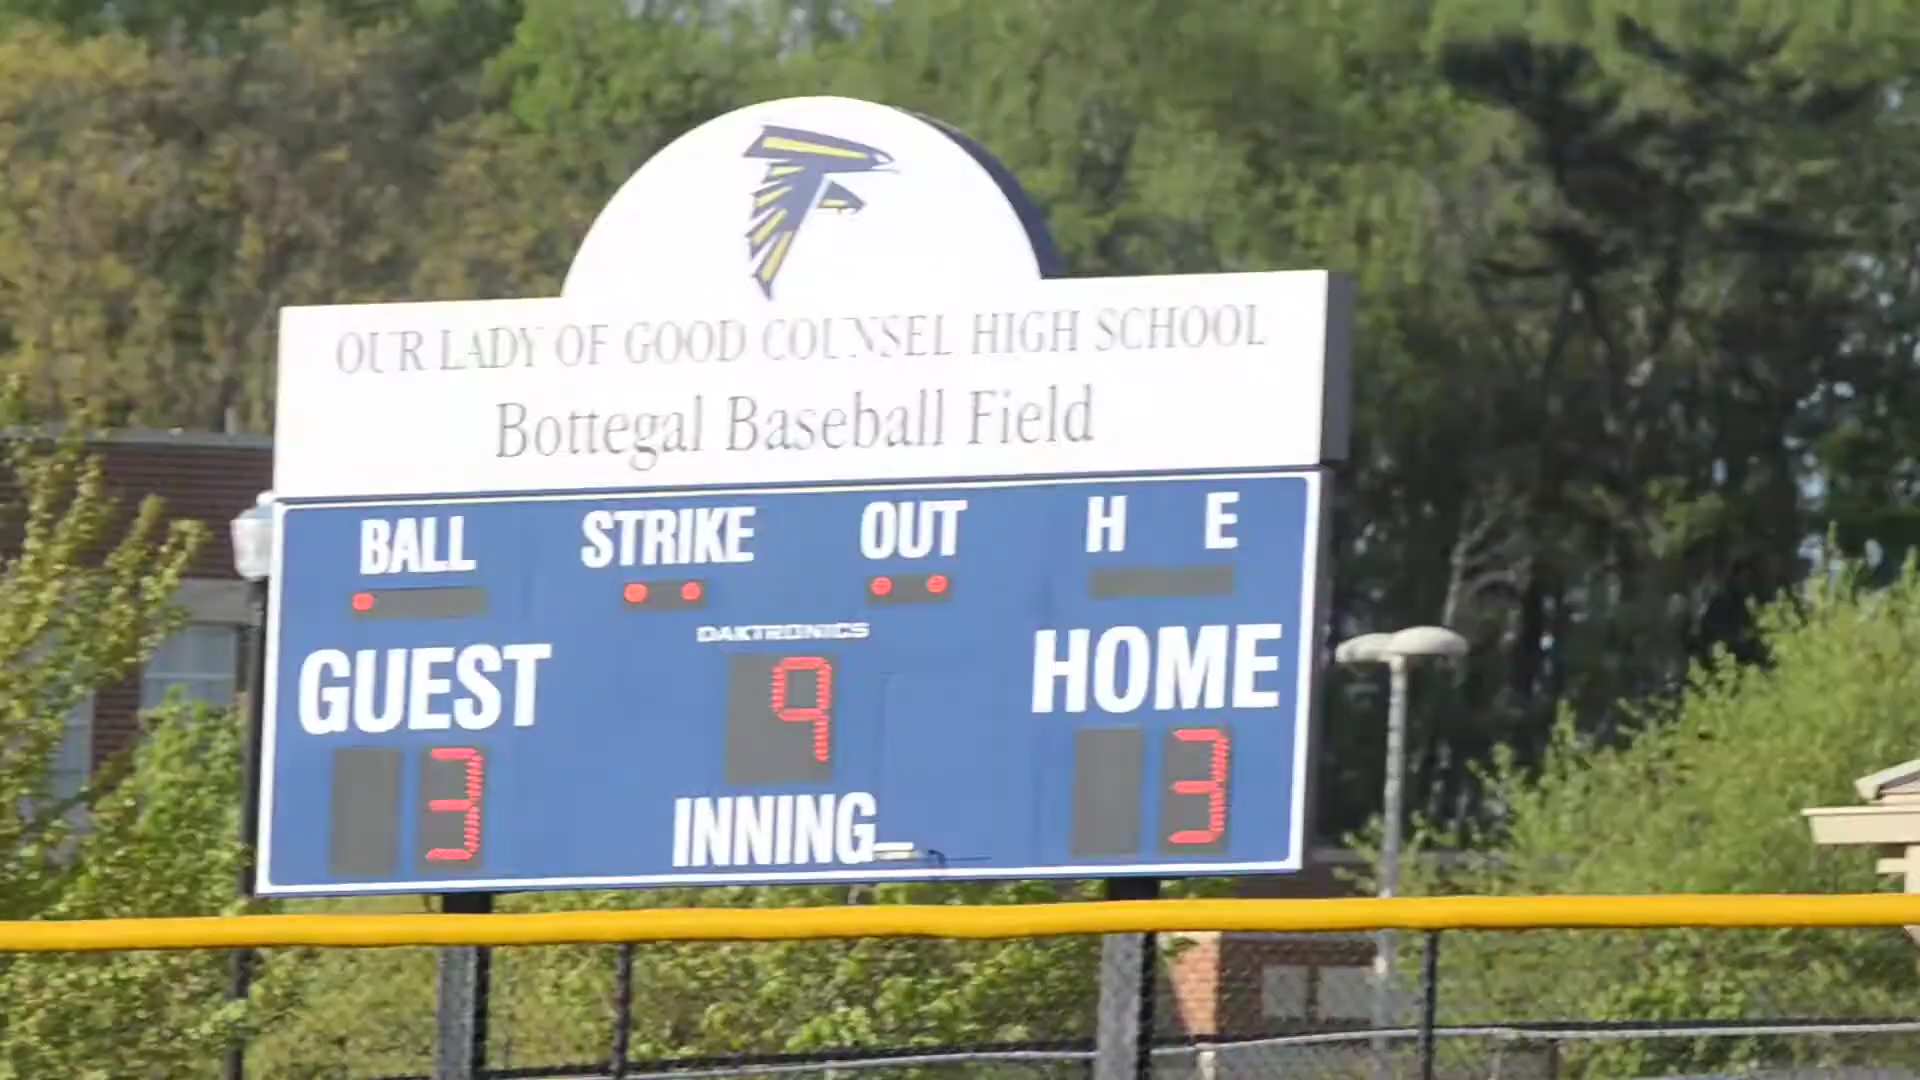 OUR LADY OF GOOD COUNSEL HIGH SCHOOL
Bottegal Baseball Field
BALL STRIKE OUT H E
DAKTRONICS
GUEST 9 HOME
3 INNING 3